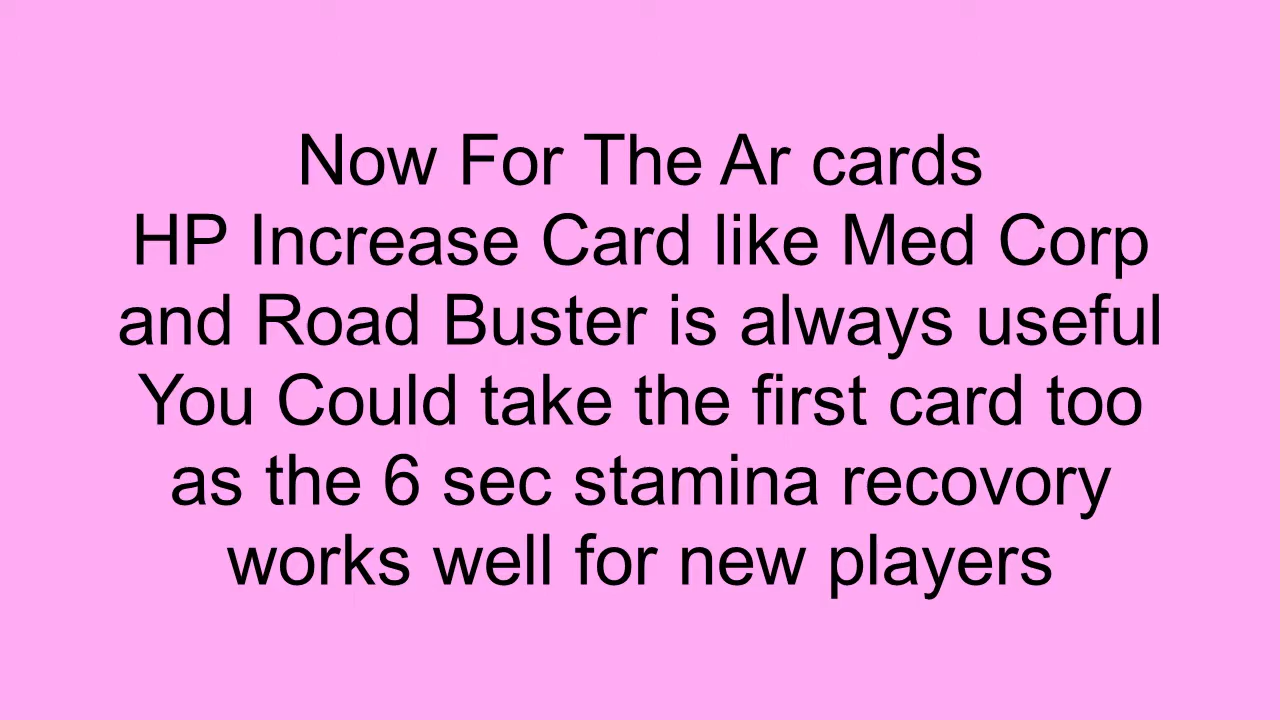 Now For The Ar cards
HP Increase Card like Med Corp
and Road Buster is always useful
You Could take the first card too
as the 6 sec stamina recovory
works well for new players